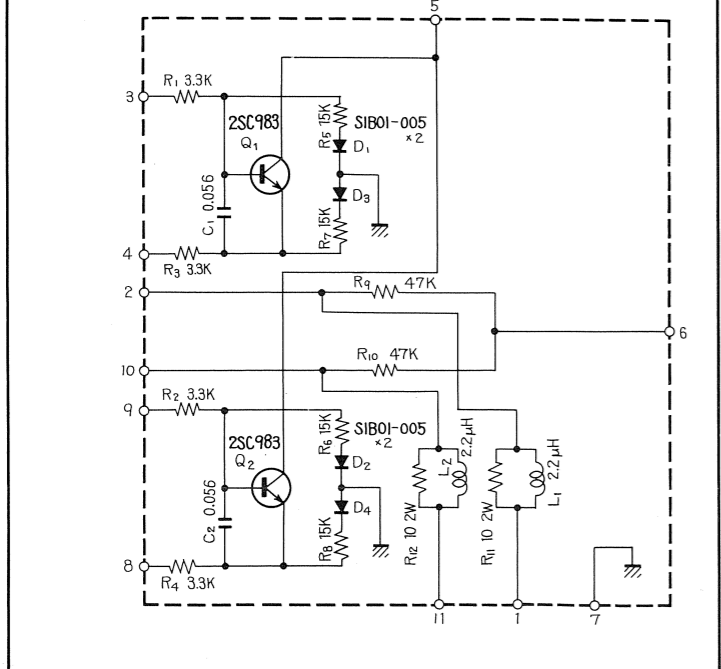 5
3
R1 3.3K
2SC983
Q1
R5 15K
S1B01-005
×2
D1
D3
R7 15K
C1 0.056
4
R3 3.3K
2
R9 47K
6
R10 47K
10
9
R2 3.3K
2SC983
Q2
R6 15K
S1B01-005
×2
D2
D4
R8 15K
C2 0.056
8
R4 3.3K
L2
2.2μH
R12 10 2W
2.2μH
L1
R11 10 2W
11
1
7